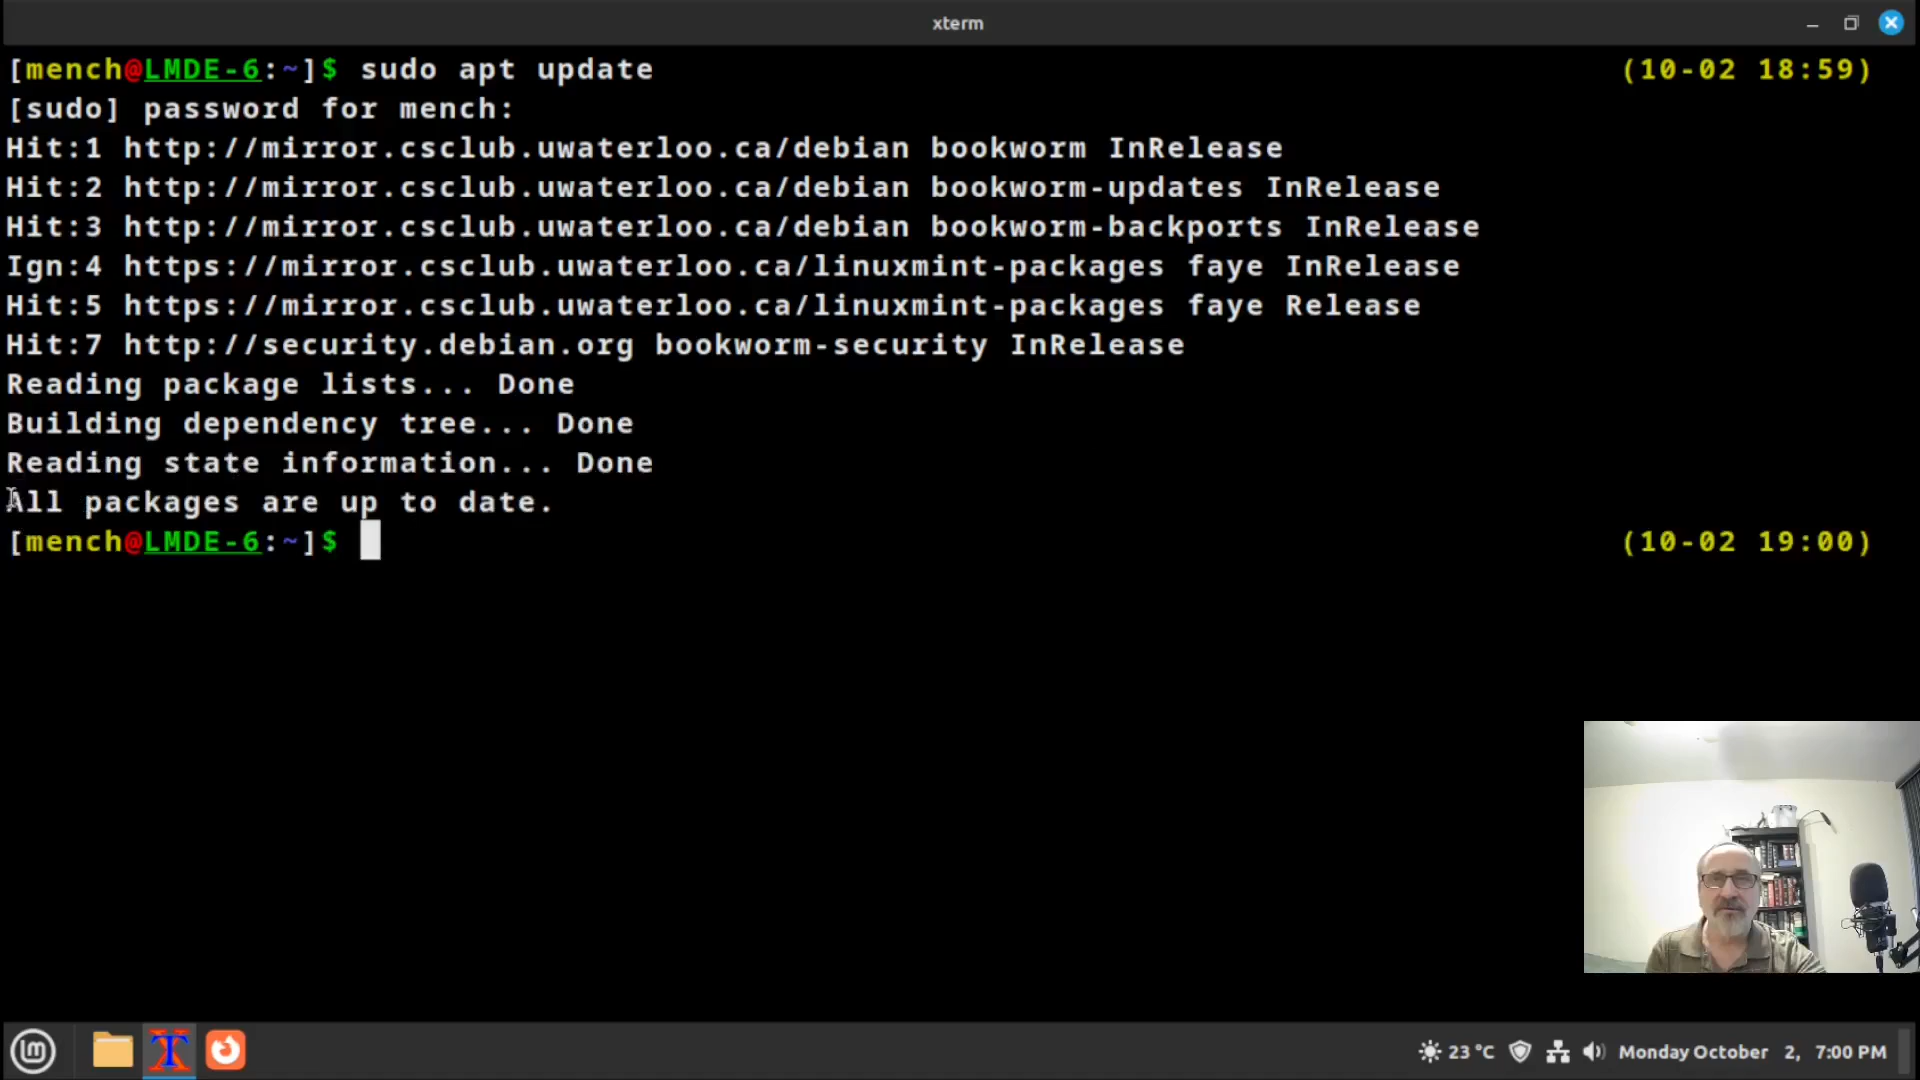 xterm
[mench@LMDE-6:~]$ sudo apt update (10-02 18:59)
[sudo] password for mench:
Hit:1 http://mirror.csclub.uwaterloo.ca/debian bookworm InRelease
Hit:2 http://mirror.csclub.uwaterloo.ca/debian bookworm-updates InRelease
Hit:3 http://mirror.csclub.uwaterloo.ca/debian bookworm-backports InRelease
Ign:4 https://mirror.csclub.uwaterloo.ca/linuxmint-packages faye InRelease
Hit:5 https://mirror.csclub.uwaterloo.ca/linuxmint-packages faye Release
Hit:7 http://security.debian.org bookworm-security InRelease
Reading package lists... Done
Building dependency tree... Done
Reading state information... Done
All packages are up to date.
[mench@LMDE-6:~]$ (10-02 19:00)
23 °C Monday October 2, 7:00 PM